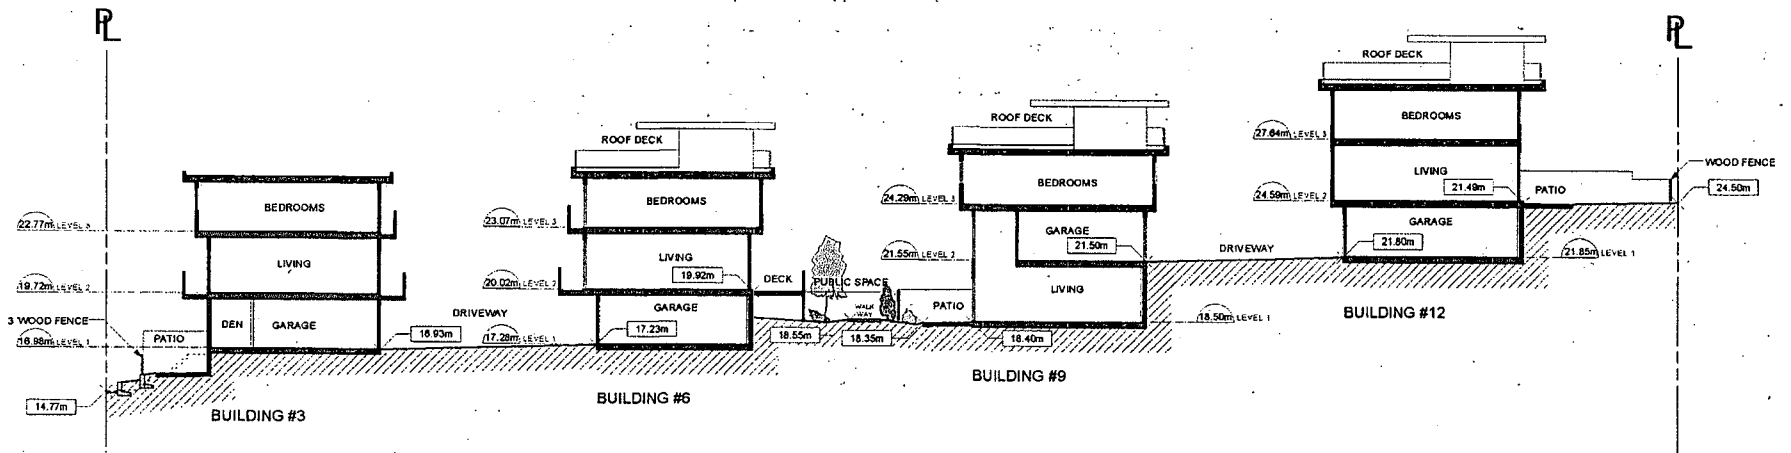 PL
PL
ROOF DECK
ROOF DECK
ROOF DECK
BEDROOMS
27.64m LEVEL 3
WOOD FENCE
LIVING
21.49m
PATIO
24.50m
24.59m LEVEL 2
GARAGE
21.80m
21.85m LEVEL 1
BUILDING #12
BEDROOMS
24.29m LEVEL 3
GARAGE
21.50m
DRIVEWAY
21.55m LEVEL 2
LIVING
18.50m LEVEL 1
18.40m
BUILDING #9
BEDROOMS
23.07m LEVEL 3
LIVING
19.92m
DECK
PUBLIC SPACE
20.02m LEVEL 2
GARAGE
WALK
WAY
PATIO
17.23m
17.28m LEVEL 1
18.55m
18.35m
BUILDING #6
BEDROOMS
22.77m LEVEL 3
LIVING
19.72m LEVEL 2
3 WOOD FENCE
DEN
GARAGE
DRIVEWAY
PATIO
16.93m
16.98m LEVEL 1
14.77m
BUILDING #3